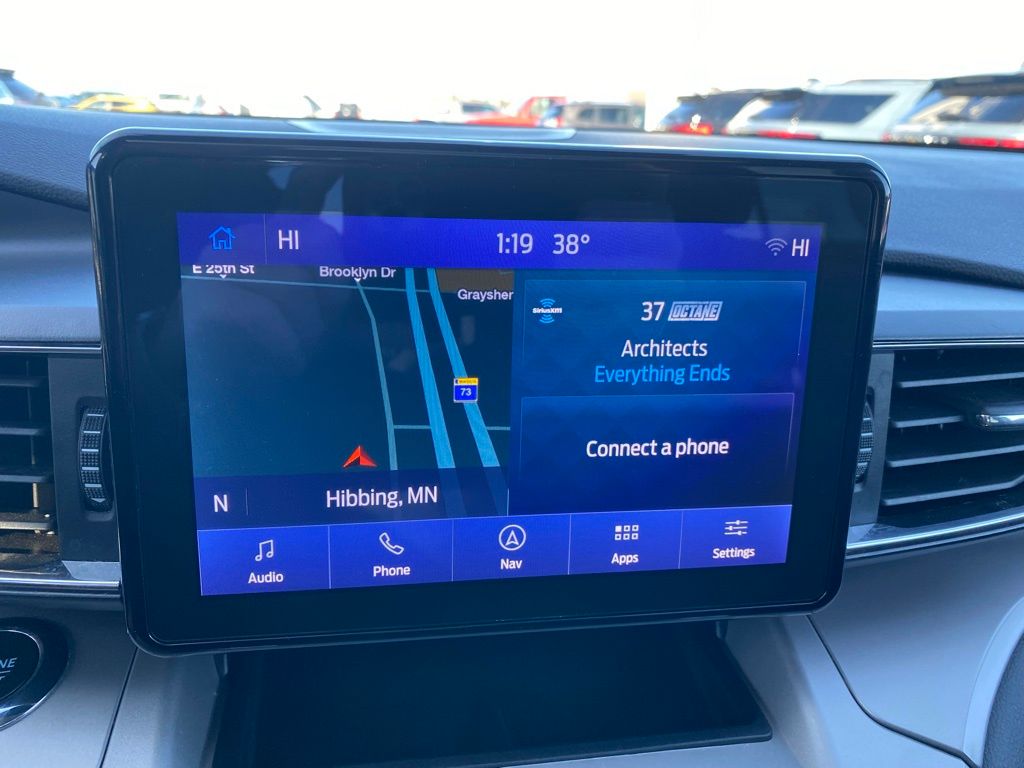 HI
1:19 38°
HI
E 25th St
Brooklyn Dr
Graysher
73
N
Hibbing, MN
SiriusXM
37 OCTANE
Architects
Everything Ends
Connect a phone
Audio
Phone
Nav
Apps
Settings
NE